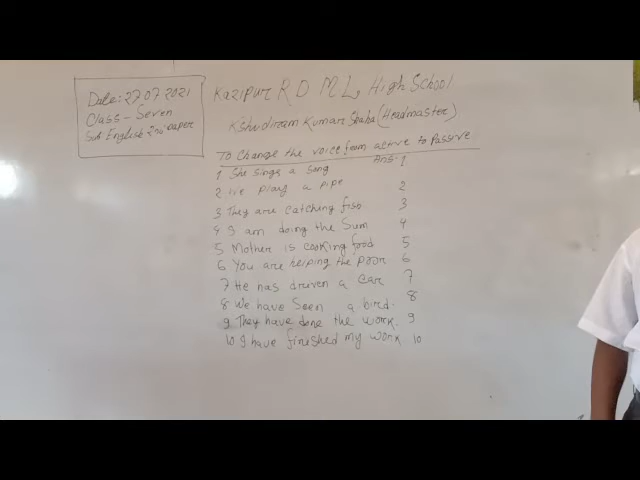 Date: 27.07.2021
Class - Seven
Sub English 2nd Paper
Kazipur R D M L High School
Kshudiram Kumar Shaha (Headmaster)
To Change the voice from active to Passive
Ans: 1
1 She sings a song
2 We play a pipe 2
3 They are catching fish 3
4 I am doing the Sum 4
5 Mother is cooking food 5
6 You are helping the poor 6
7 He has driven a car 7
8 We have Seen a bird. 8
9 They have done the work. 9
10 I have finished my work 10